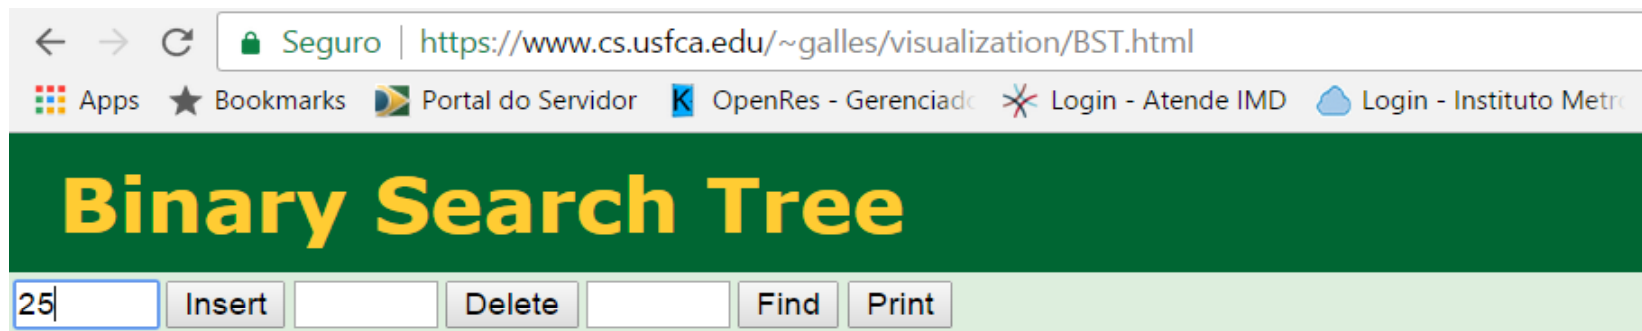 Seguro | https://www.cs.usfca.edu/~galles/visualization/BST.html
Apps Bookmarks Portal do Servidor K OpenRes - Gerenciado Login - Atende IMD Login - Instituto Metr
Binary Search Tree
25 Insert Delete Find Print